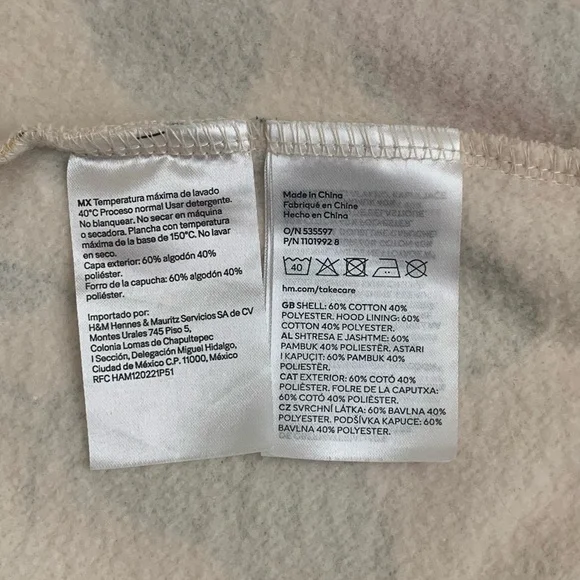 MX Temperatura máxima de lavado
40°C Proceso normal Usar detergente.
No blanquear. No secar en máquina
o secadora. Plancha con temperatura
máxima de la base de 150°C. No lavar
en seco.
Capa exterior: 60% algodón 40%
poliéster.
Forro de la capucha: 60% algodón 40%
poliéster.
Importado por:
H&M Hennes & Mauritz Servicios SA de CV
Montes Urales 745 Piso 5,
Colonia Lomas de Chapultepec
I Sección, Delegación Miguel Hidalgo,
Ciudad de México C.P. 11000, México
RFC HAM120221P51
Made in China
Fabriqué en Chine
Hecho en China
O/N 535597
P/N 1101992 8
40
hm.com/takecare
GB SHELL: 60% COTTON 40%
POLYESTER. HOOD LINING: 60%
COTTON 40% POLYESTER.
AL SHTRESA E JASHTME: 60%
PAMBUK 40% POLIESTËR. ASTARI
I KAPUÇIT: 60% PAMBUK 40%
POLIESTËR.
CAT EXTERIOR: 60% COTÓ 40%
POLIÈSTER. FOLRE DE LA CAPUTXA:
60% COTÓ 40% POLIÈSTER.
CZ SVRCHNÍ LÁTKA: 60% BAVLNA 40%
POLYESTER. PODŠÍVKA KAPUCE: 60%
BAVLNA 40% POLYESTER.